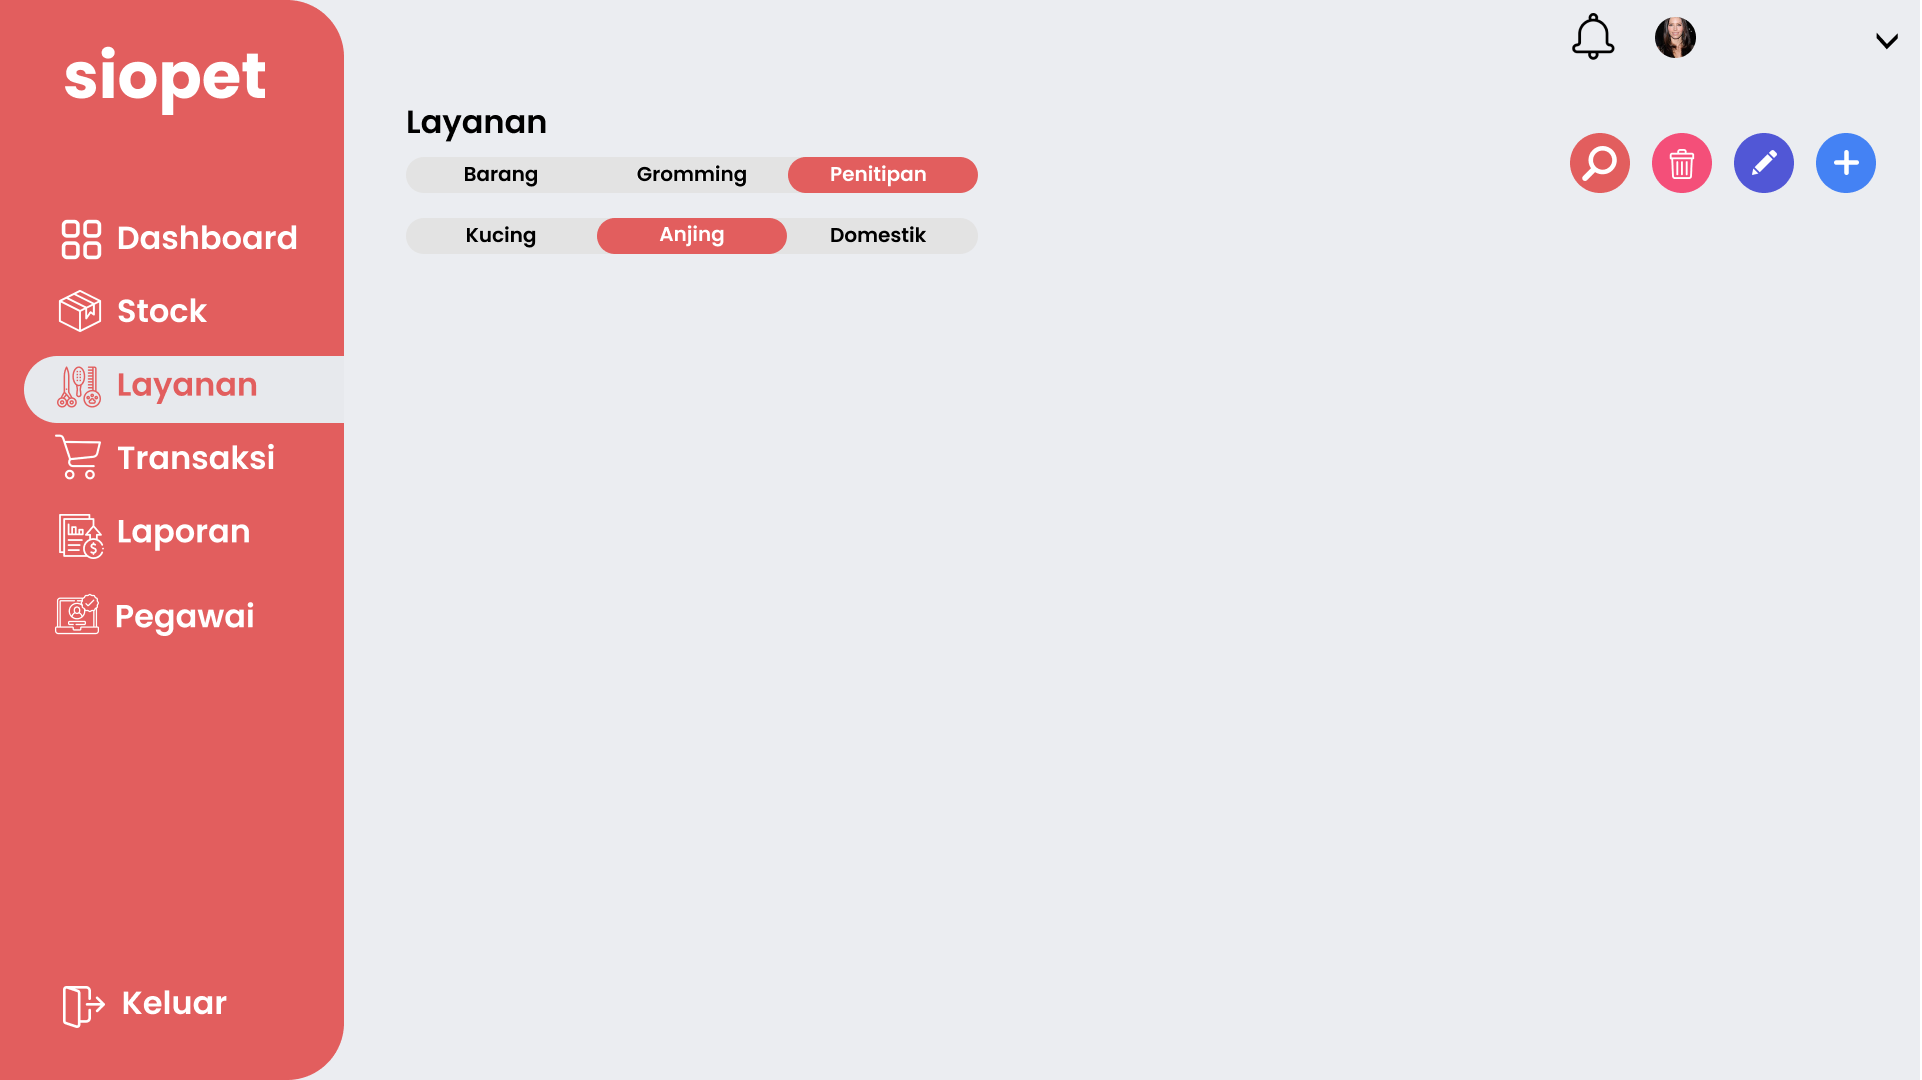 siopet
Dashboard
Stock
Layanan
Transaksi
Laporan
Pegawai
Keluar
Layanan
Barang Gromming Penitipan
Kucing Anjing Domestik